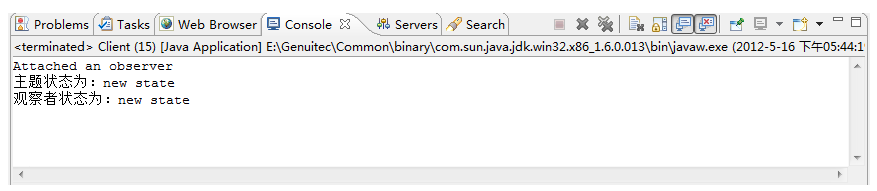 Problems Tasks Web Browser Console Servers Search
<terminated> Client (15) [Java Application] E:\Genuitec\Common\binary\com.sun.java.jdk.win32.x86_1.6.0.013\bin\javaw.exe (2012-5-16 下午05:44:19
Attached an observer
主题状态为：new state
观察者状态为：new state